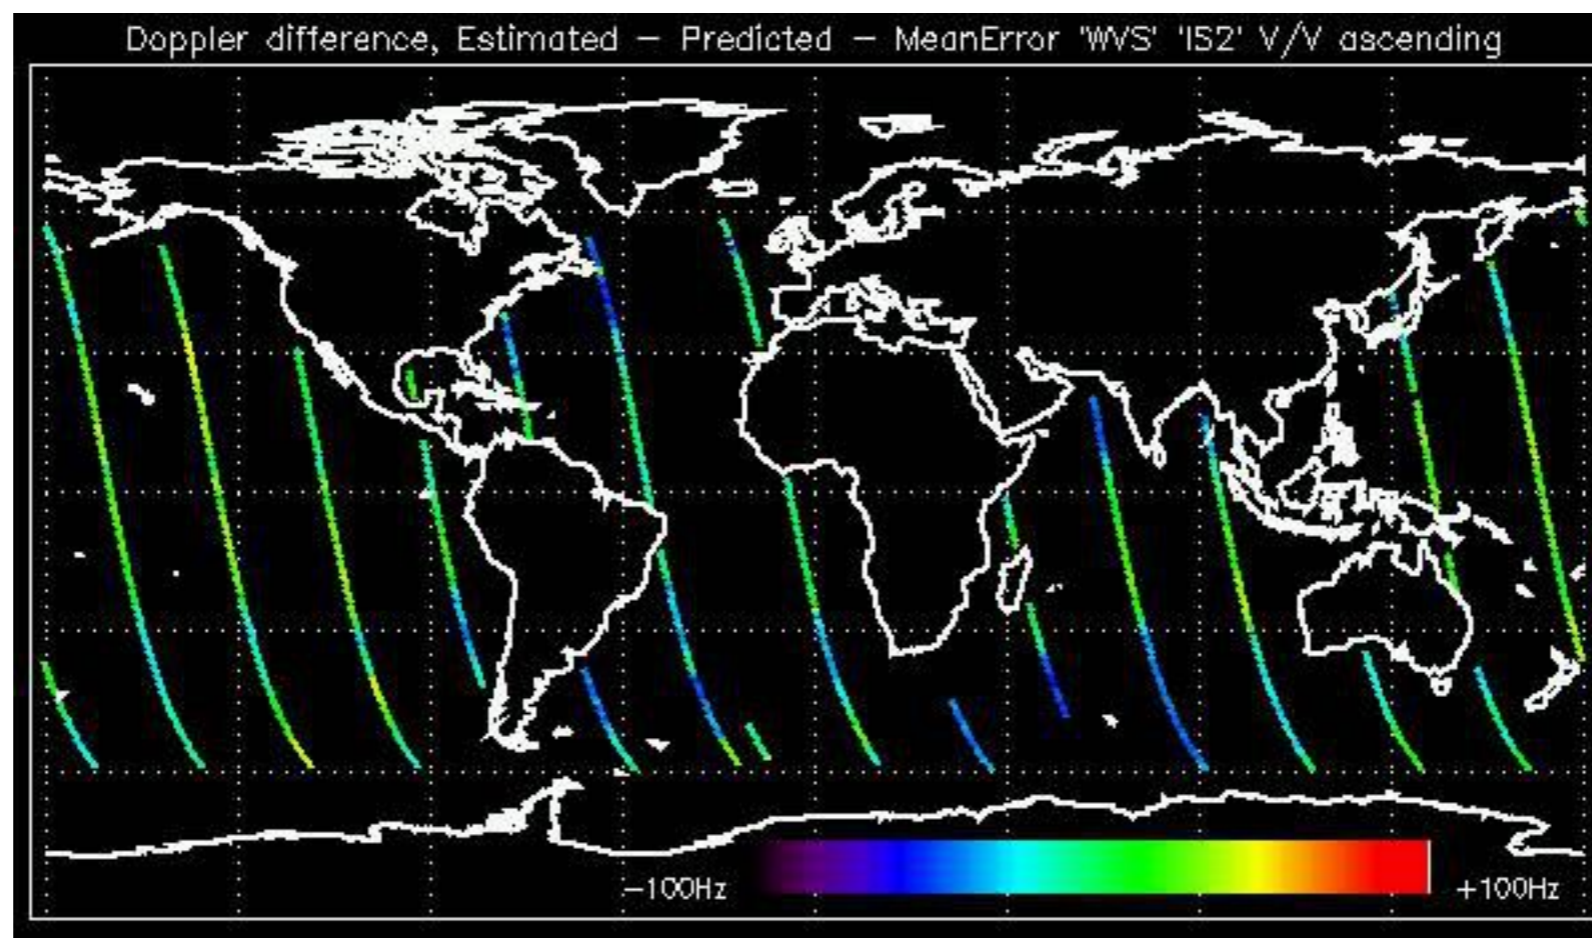 Doppler difference, Estimated - Predicted - MeanError 'WVS' 'IS2' V/V ascending
-100Hz +100Hz